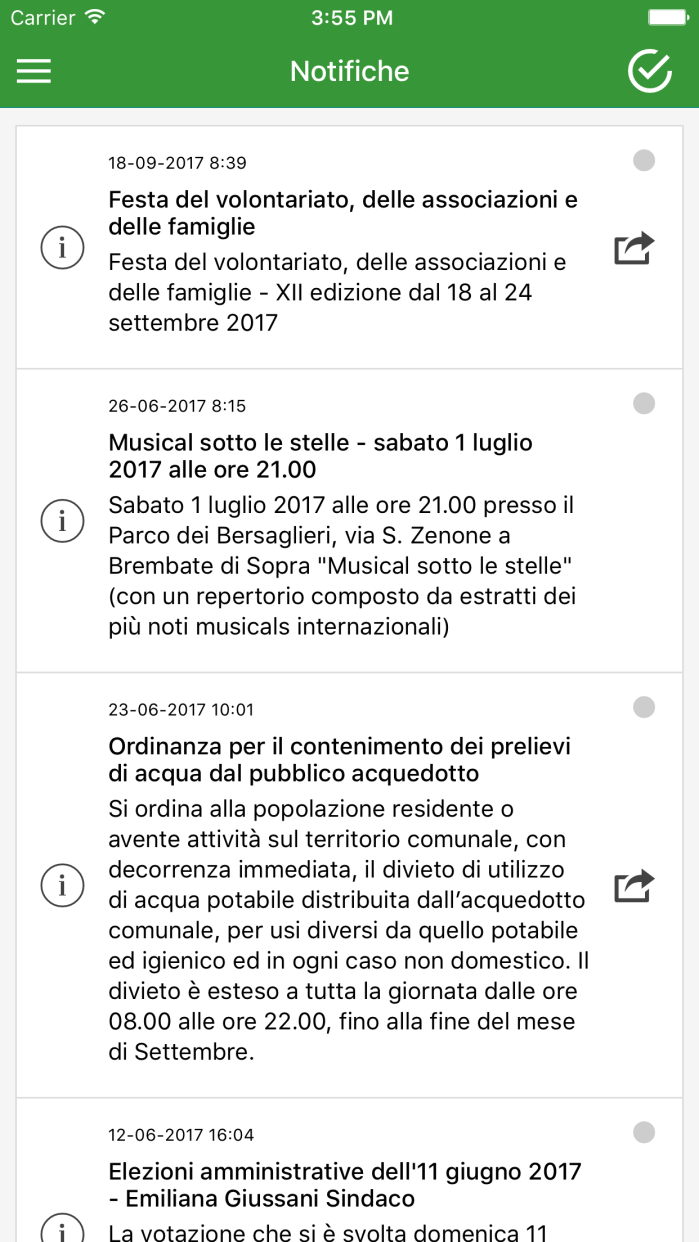 Carrier 3:55 PM
Notifiche
18-09-2017 8:39
Festa del volontariato, delle associazioni e
delle famiglie
Festa del volontariato, delle associazioni e
delle famiglie - XII edizione dal 18 al 24
settembre 2017
26-06-2017 8:15
Musical sotto le stelle - sabato 1 luglio
2017 alle ore 21.00
Sabato 1 luglio 2017 alle ore 21.00 presso il
Parco dei Bersaglieri, via S. Zenone a
Brembate di Sopra "Musical sotto le stelle"
(con un repertorio composto da estratti dei
più noti musicals internazionali)
23-06-2017 10:01
Ordinanza per il contenimento dei prelievi
di acqua dal pubblico acquedotto
Si ordina alla popolazione residente o
avente attività sul territorio comunale, con
decorrenza immediata, il divieto di utilizzo
di acqua potabile distribuita dall’acquedotto
comunale, per usi diversi da quello potabile
ed igienico ed in ogni caso non domestico. Il
divieto è esteso a tutta la giornata dalle ore
08.00 alle ore 22.00, fino alla fine del mese
di Settembre.
12-06-2017 16:04
Elezioni amministrative dell'11 giugno 2017
- Emiliana Giussani Sindaco
La votazione che si è svolta domenica 11